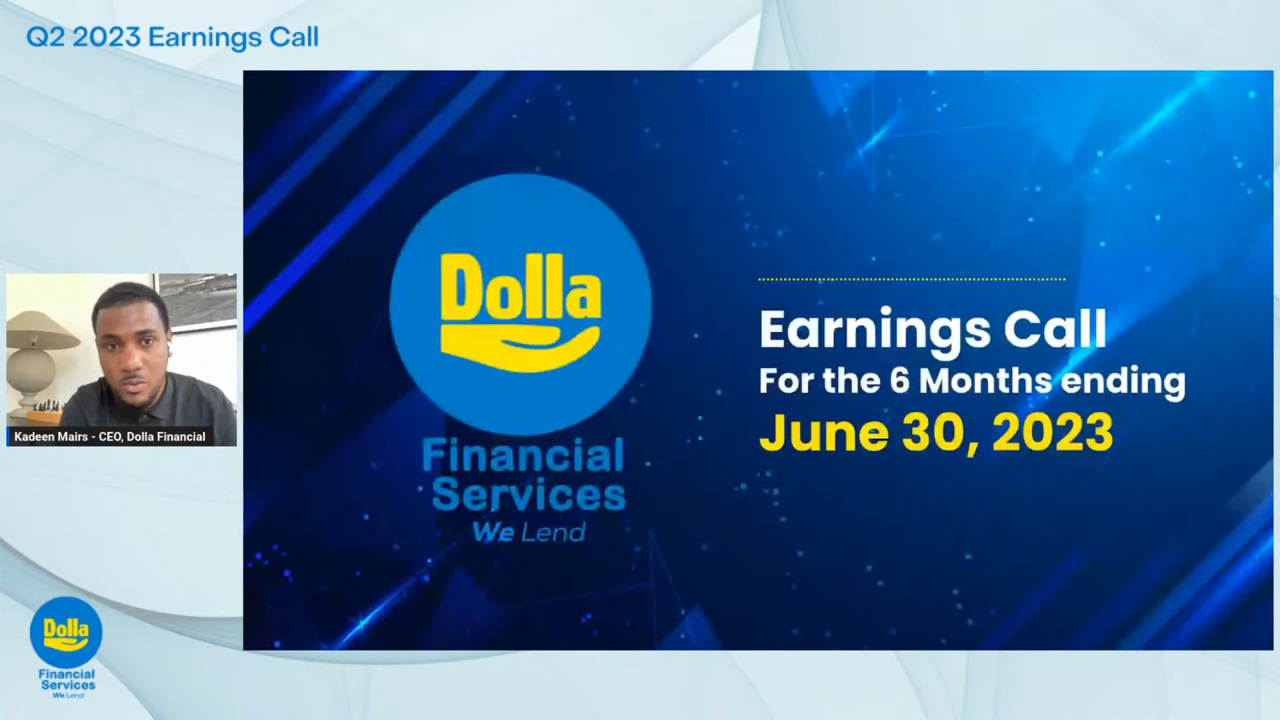 Q2 2023 Earnings Call
Dolla
Financial
Services
We Lend
Earnings Call
For the 6 Months ending
June 30, 2023
Kadeen Mairs - CEO, Dolla Financial
Dolla
Financial
Services
We Lend